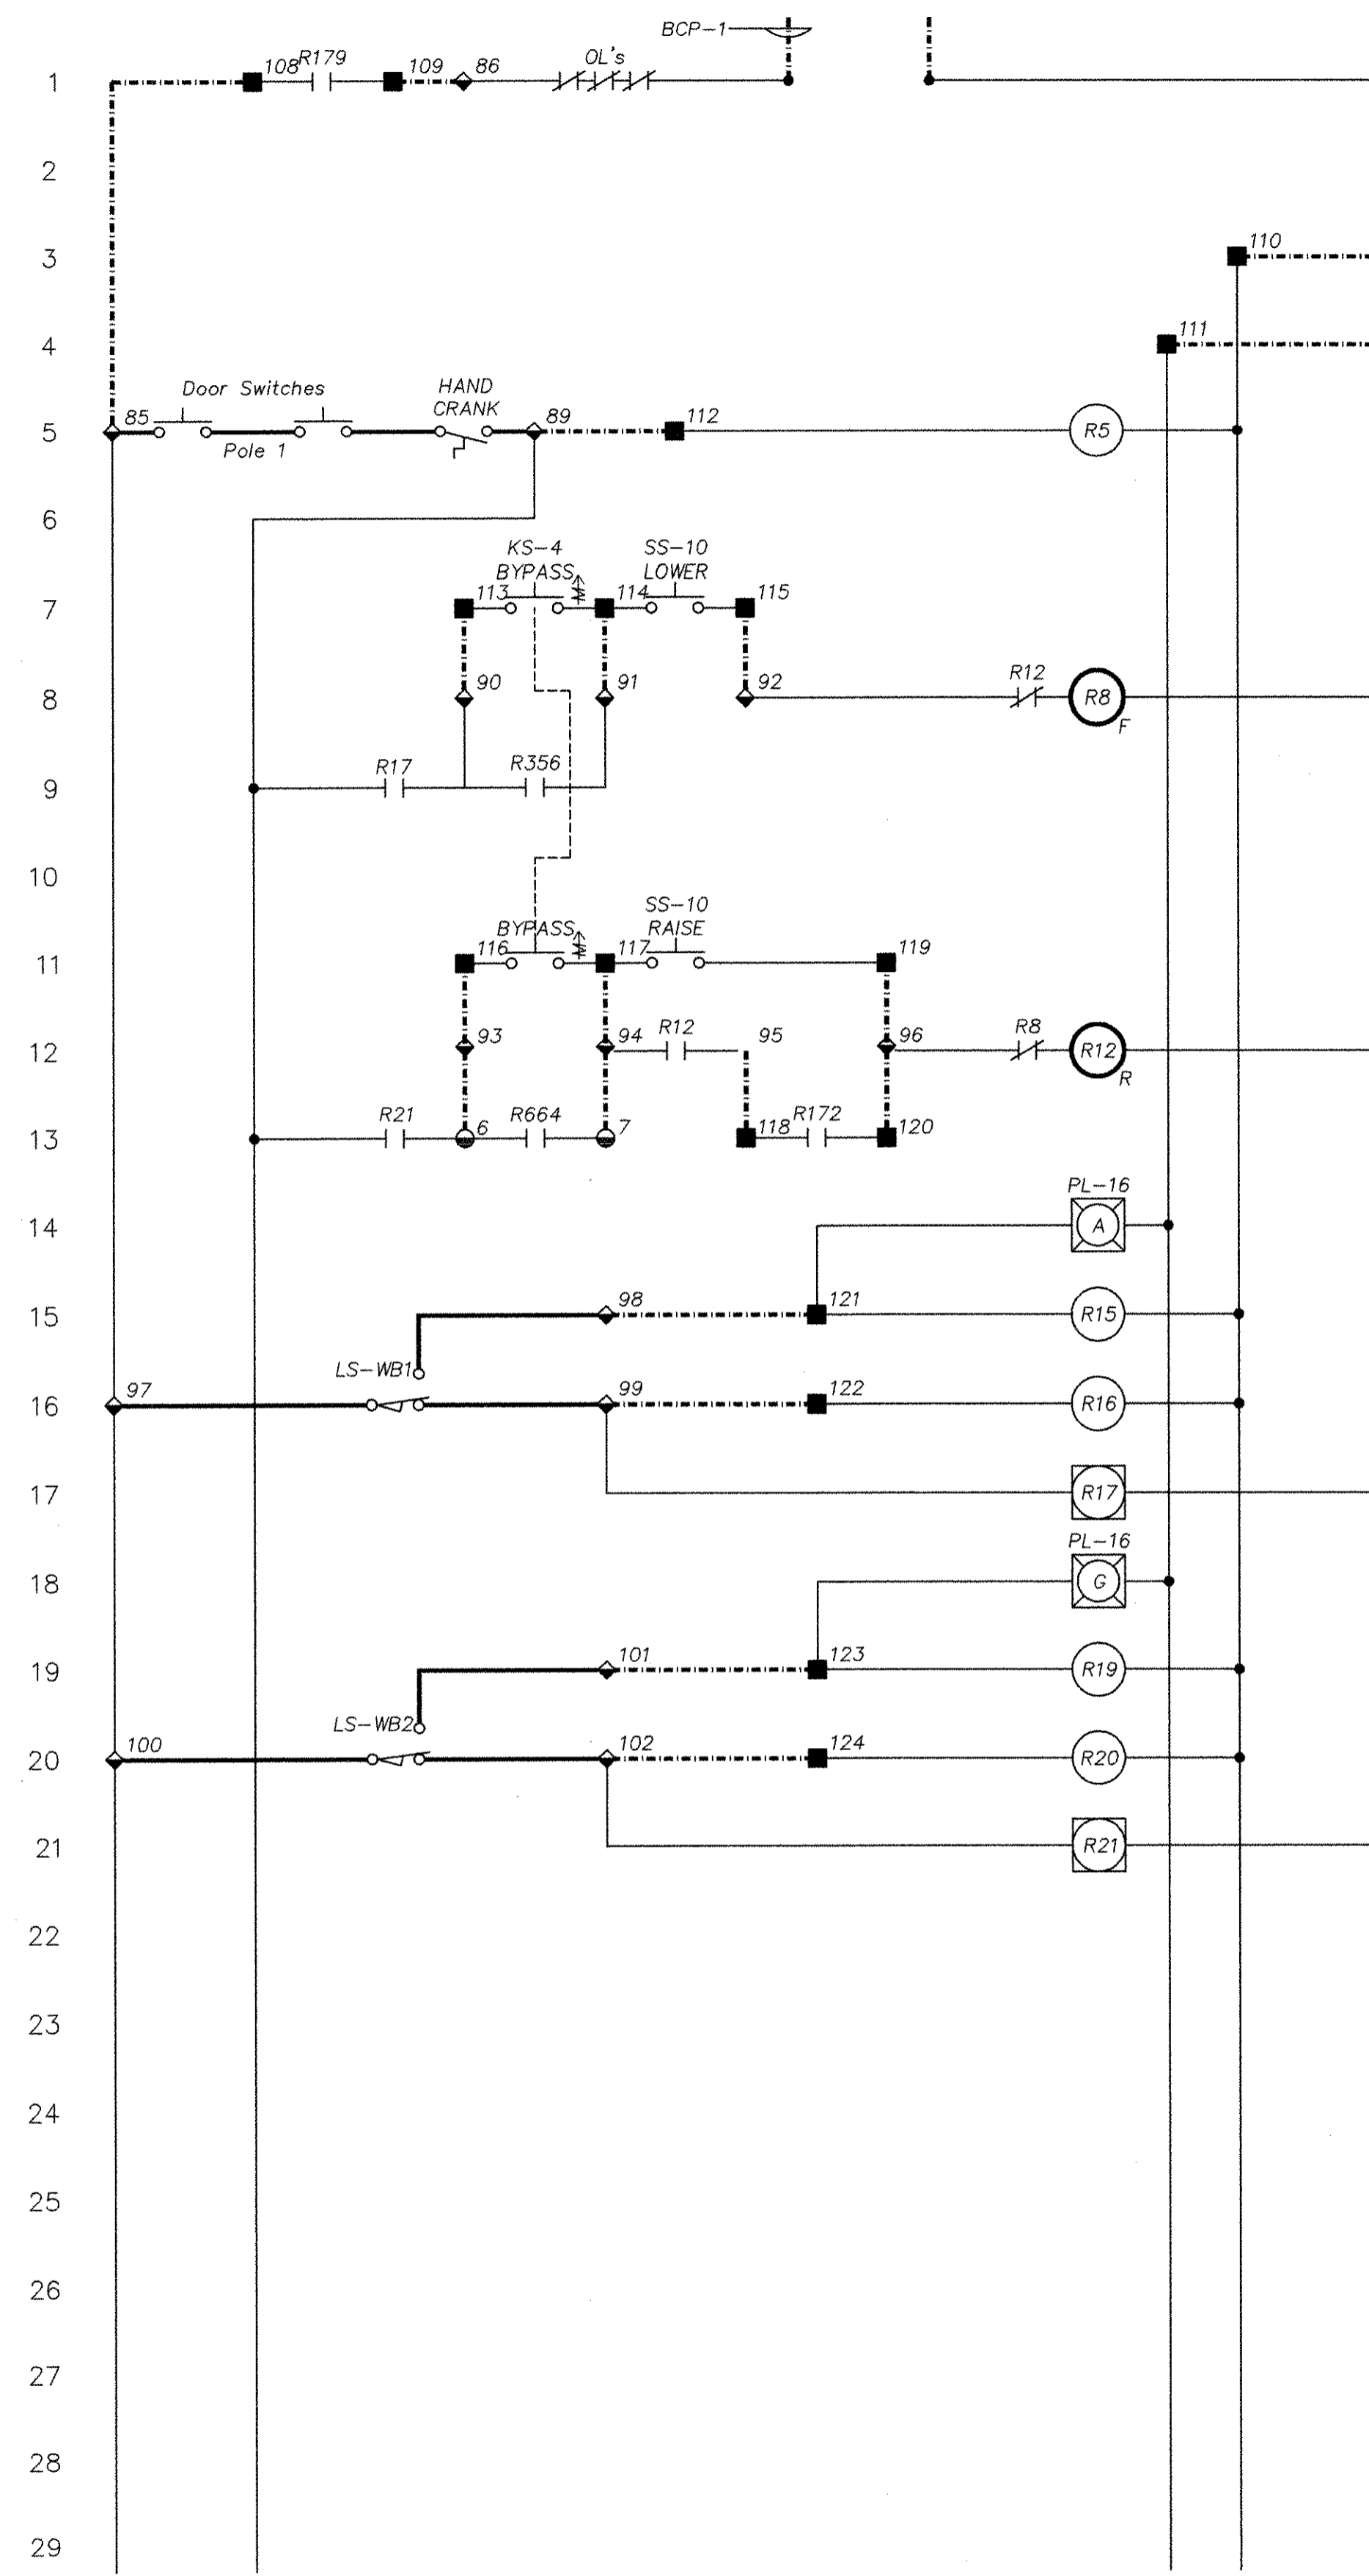 BCP-1
1 108 R179 109 86 OL's
2
3 110
4 111
Door Switches HAND
CRANK
5 85 89 112 R5
Pole 1
6
KS-4 SS-10
BYPASS LOWER
7 113 114 115
8 90 91 92 R12 R8
F
9 R17 R356
10
SS-10
BYPASS RAISE
11 116 117 119
12 93 94 R12 95 96 R8 R12
R
13 R21 6 R664 7 118 R172 120
PL-16
14 A
15 98 121 R15
LS-WB1
16 97 99 122 R16
17 R17
PL-16
18 G
19 101 123 R19
LS-WB2
20 100 102 124 R20
21 R21
22
23
24
25
26
27
28
29